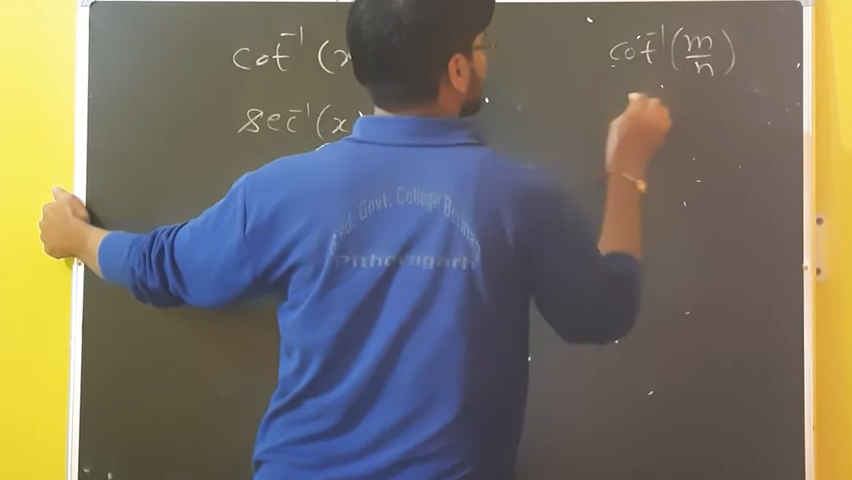 cot⁻¹ (x
sec⁻¹(x)
cot⁻¹(m/n)
Govt. College
Pithoragarh